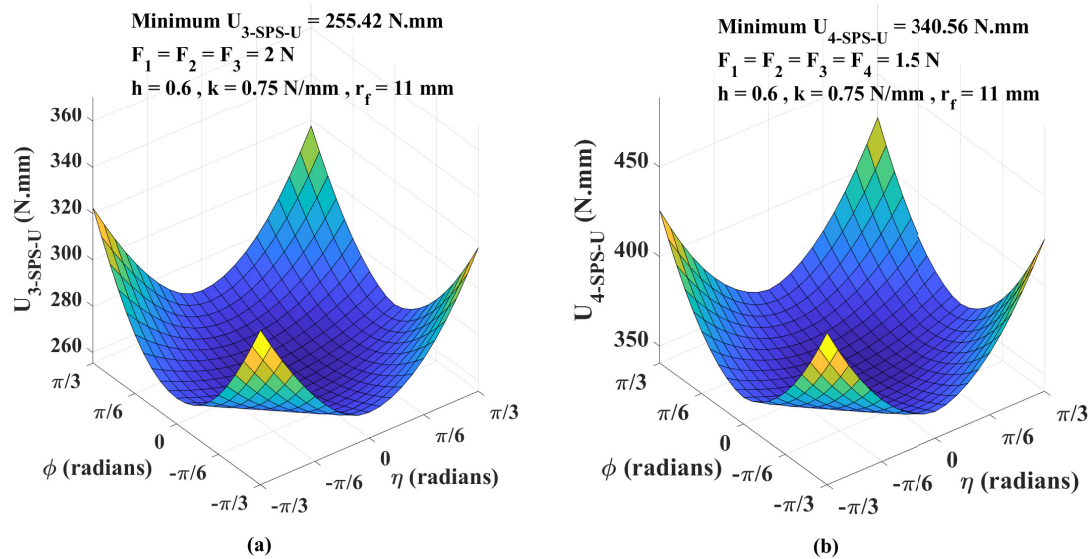 Minimum U3-SPS-U = 255.42 N.mm
F1 = F2 = F3 = 2 N
h = 0.6 , k = 0.75 N/mm , rf = 11 mm
U3-SPS-U (N.mm)
360
340
320
300
280
260
π/3
π/6
0
-π/6
-π/3
ϕ (radians)
-π/3
-π/6
0
π/6
π/3
η (radians)
(a)
Minimum U4-SPS-U = 340.56 N.mm
F1 = F2 = F3 = F4 = 1.5 N
h = 0.6 , k = 0.75 N/mm , rf = 11 mm
U4-SPS-U (N.mm)
450
400
350
π/3
π/6
0
-π/6
-π/3
ϕ (radians)
-π/3
-π/6
0
π/6
π/3
η (radians)
(b)